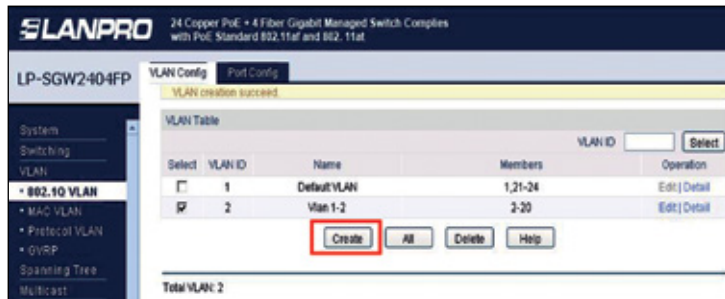 SLANPRO
24 Copper PoE + 4 Fiber Gigabit Managed Switch Complies
with PoE Standard 802.11af and 802. 11at
LP-SGW2404FP
VLAN Config Port Config
VLAN creation succeed.
VLAN Table
VLAN ID Select
Select VLAN ID Name Members Operation
1 Default VLAN 1,21-24 Edit | Detail
2 Vlan 1-2 2-20 Edit | Detail
Create All Delete Help
Total VLAN: 2
System
Switching
VLAN
• 802.1Q VLAN
• MAC VLAN
• Protocol VLAN
• GVRP
Spanning Tree
Multicast